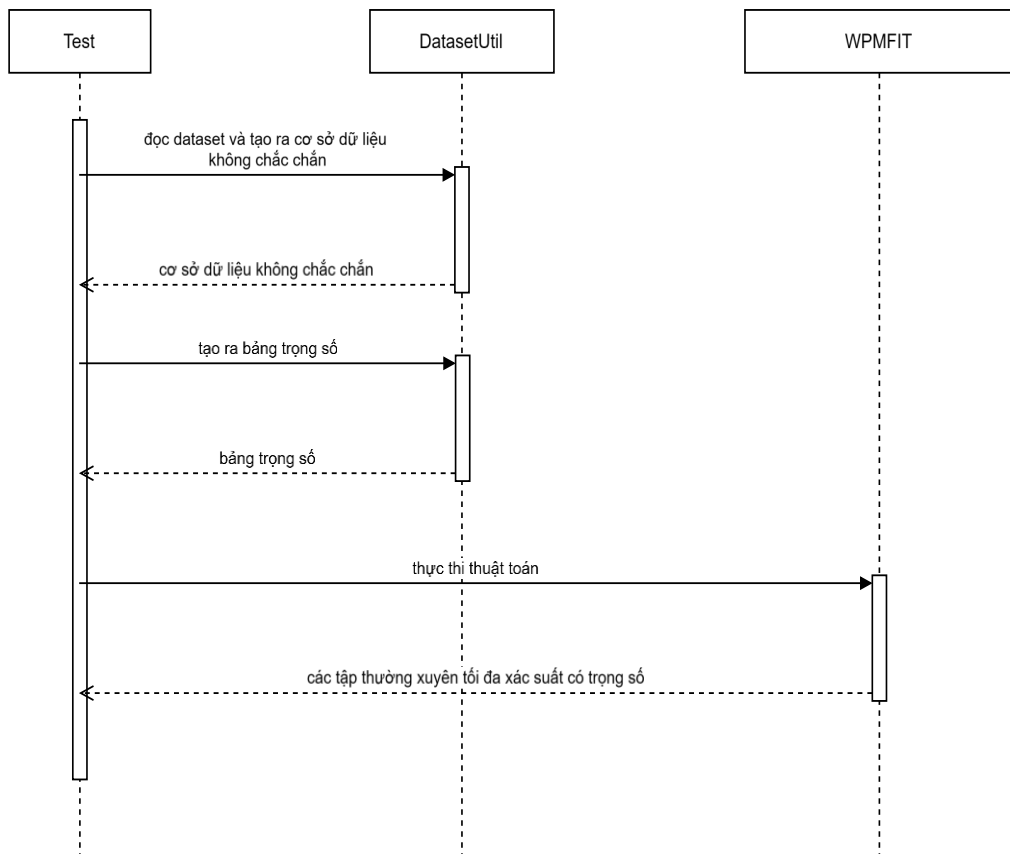 Test
DatasetUtil
WPMFIT
đọc dataset và tạo ra cơ sở dữ liệu
không chắc chắn
cơ sở dữ liệu không chắc chắn
tạo ra bảng trọng số
bảng trọng số
thực thi thuật toán
các tập thường xuyên tối đa xác suất có trọng số